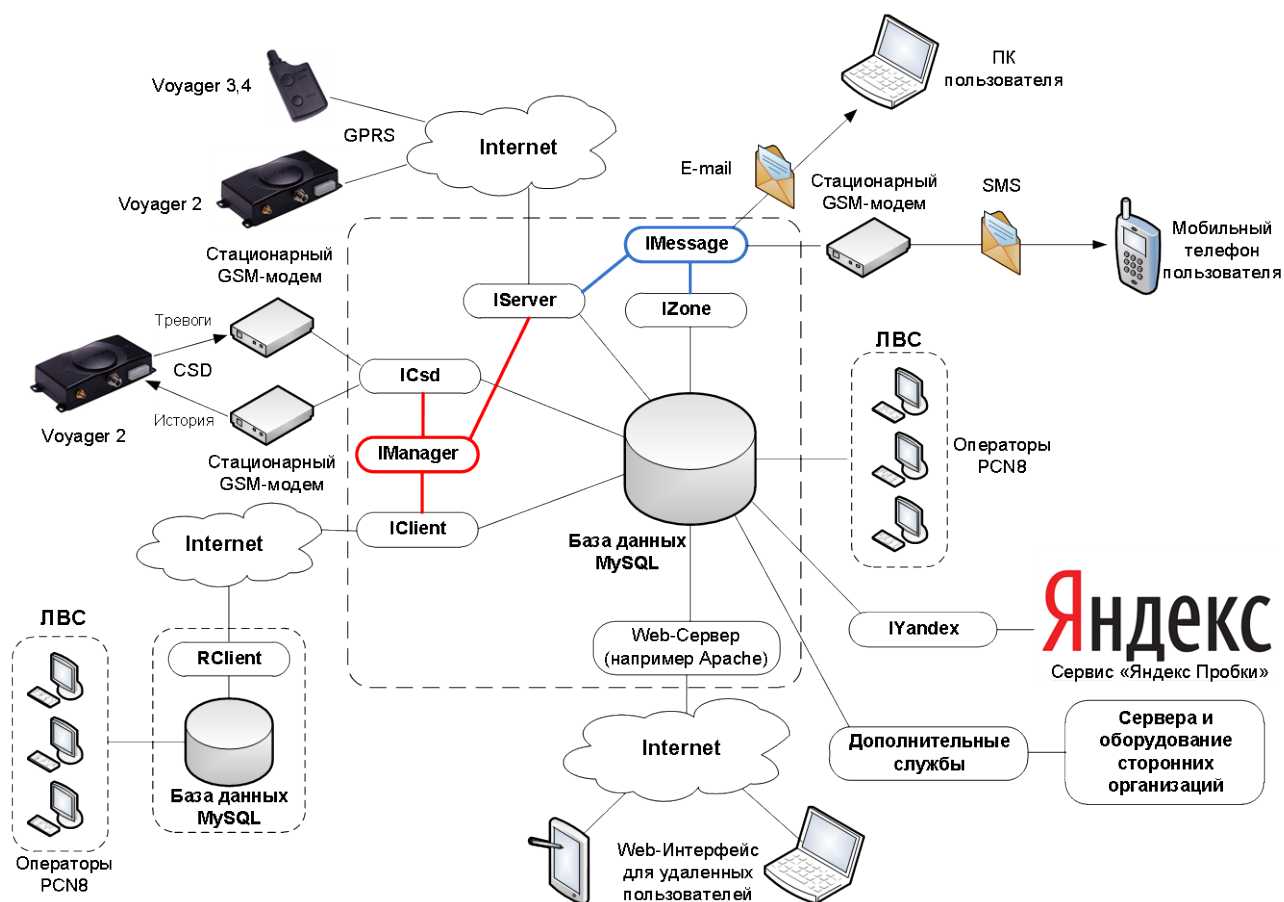 Voyager 3,4
GPRS
Internet
Voyager 2
ПК
пользователя
E-mail
Стационарный
GSM-модем
SMS
Мобильный
телефон
пользователя
IMessage
Стационарный
GSM-модем
IServer
IZone
Тревоги
CSD
История
Voyager 2
ICsd
Стационарный
GSM-модем
IManager
IClient
ЛВС
Операторы
PCN8
База данных
MySQL
Internet
ЛВС
RClient
База данных
MySQL
Операторы
PCN8
Web-Сервер
(например Apache)
IYandex
Яндекс
Сервис «Яндекс Пробки»
Internet
Дополнительные
службы
Сервера и
оборудование
сторонних
организаций
Web-Интерфейс
для удаленных
пользователей